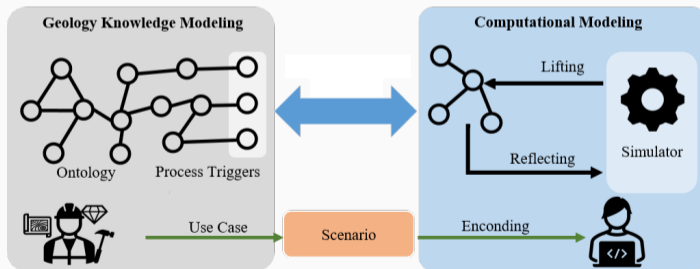 Geology Knowledge Modeling
Computational Modeling
Lifting
Reflecting
Simulator
Ontology
Process Triggers
Use Case
Scenario
Enconding
</>